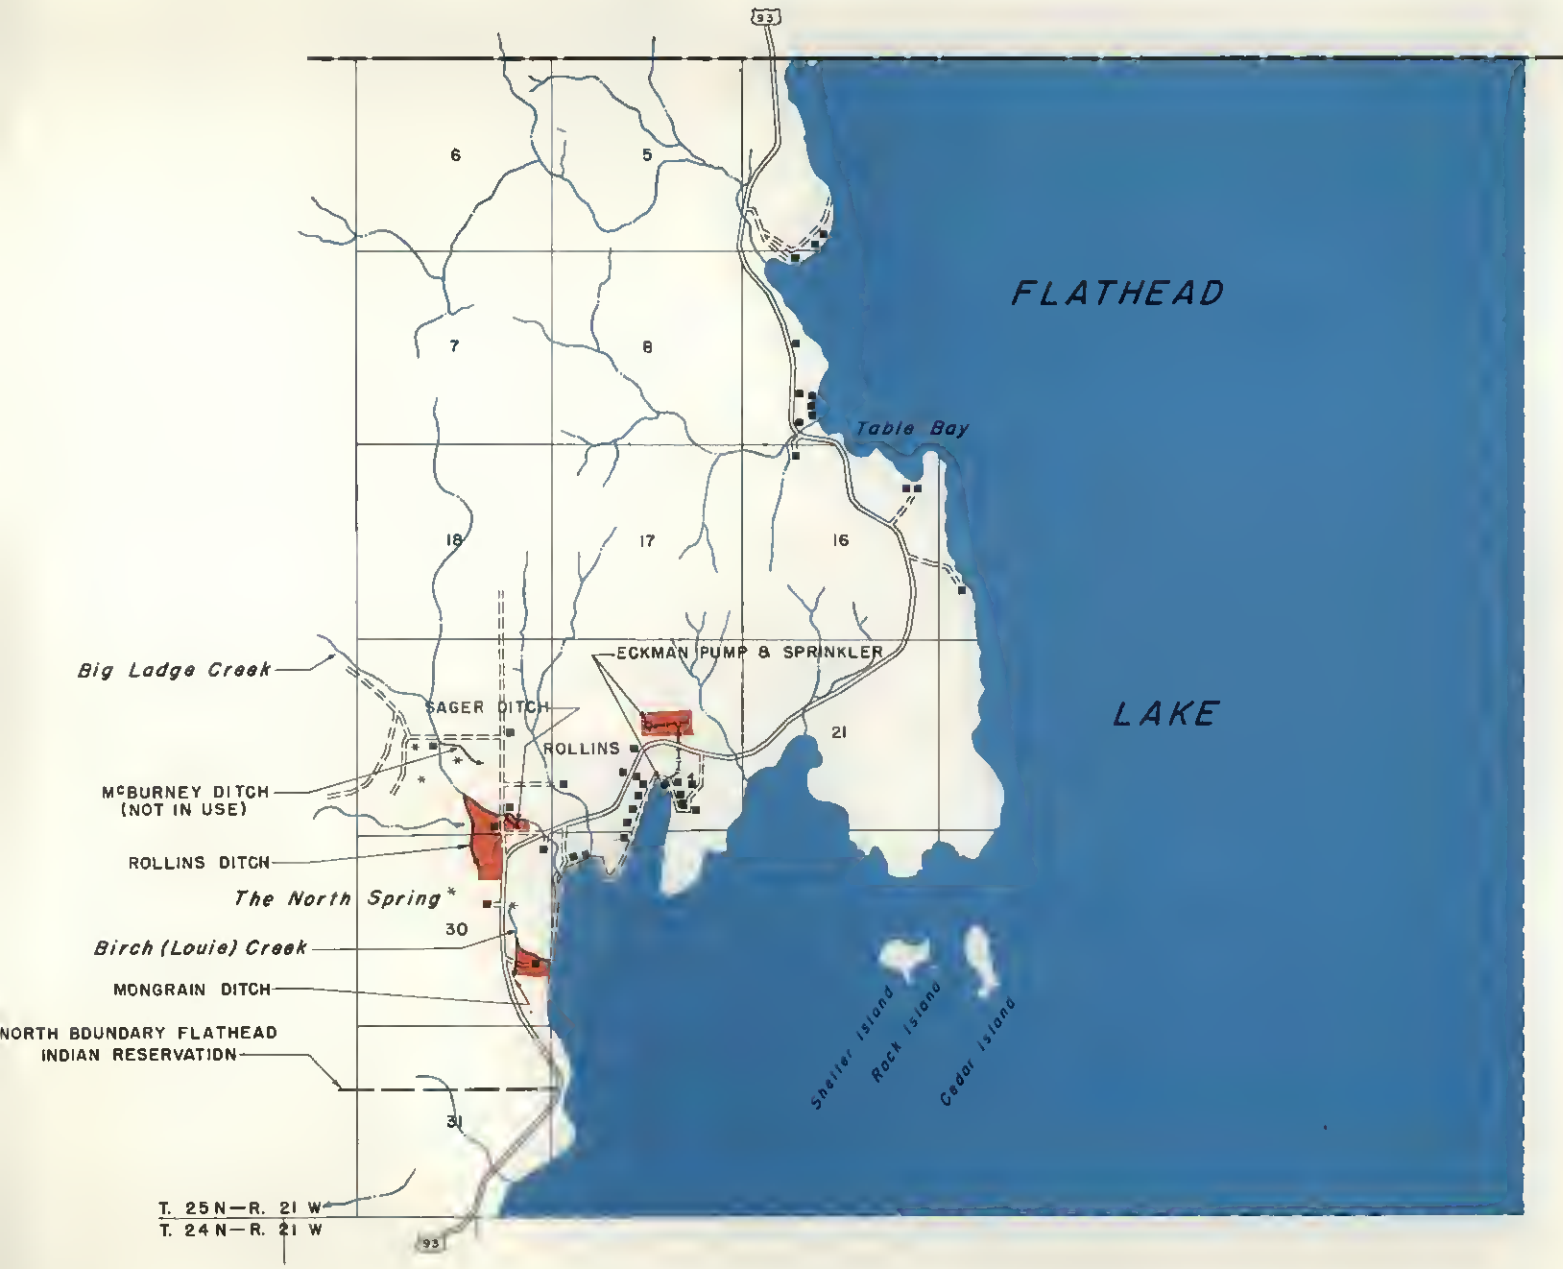 93
6
5
FLATHEAD
7
8
Table Bay
18
17
16
ECKMAN PUMP & SPRINKLER
Big Lodge Creek
SAGER DITCH
LAKE
21
ROLLINS
McBURNEY DITCH
(NOT IN USE)
ROLLINS DITCH
The North Spring*
30
Birch (Louie) Creek
MONGRAIN DITCH
NORTH BOUNDARY FLATHEAD
INDIAN RESERVATION
Shelter Island
Rock Island
Cedar Island
31
T. 25 N—R. 21 W
T. 24 N—R. 21 W
93